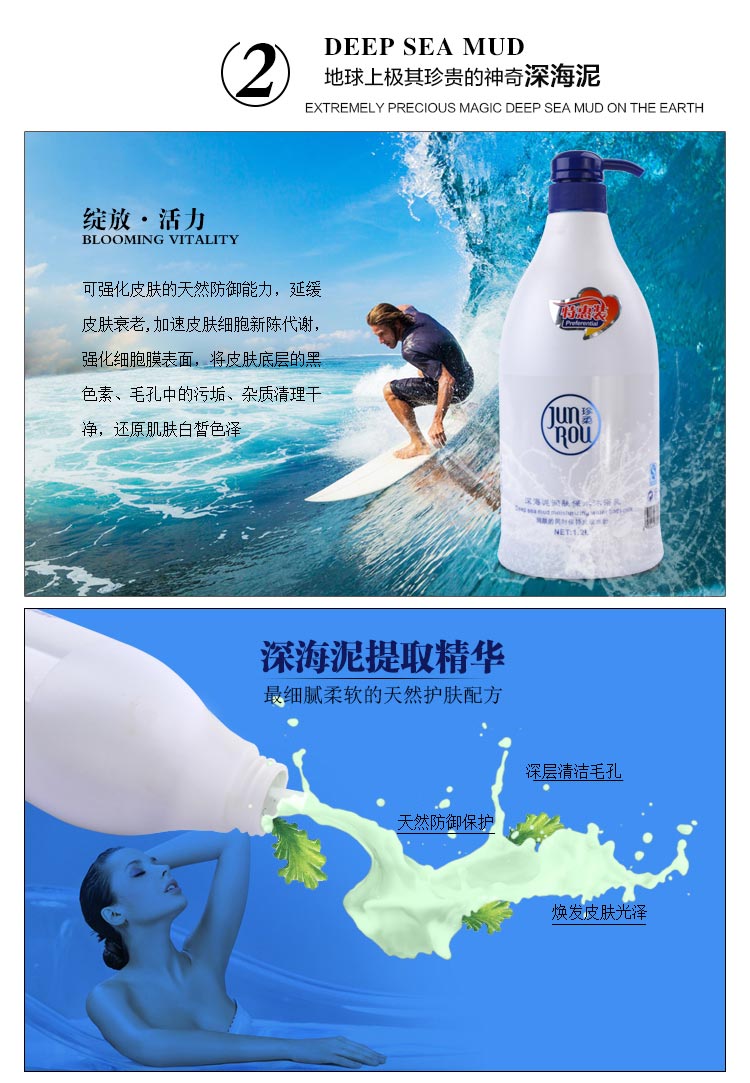 2
DEEP SEA MUD
地球上极其珍贵的神奇深海泥
EXTREMELY PRECIOUS MAGIC DEEP SEA MUD ON THE EARTH
绽放·活力
BLOOMING VITALITY
可强化皮肤的天然防御能力，延缓
皮肤衰老,加速皮肤细胞新陈代谢，
强化细胞膜表面，将皮肤底层的黑
色素、毛孔中的污垢、杂质清理干
净，还原肌肤白皙色泽
特惠装
Preferential
JUN 珍柔
ROU
深海泥
Deep sea mud moisturizing
NET:1.2L
深海泥提取精华
最细腻柔软的天然护肤配方
深层清洁毛孔
天然防御保护
焕发皮肤光泽